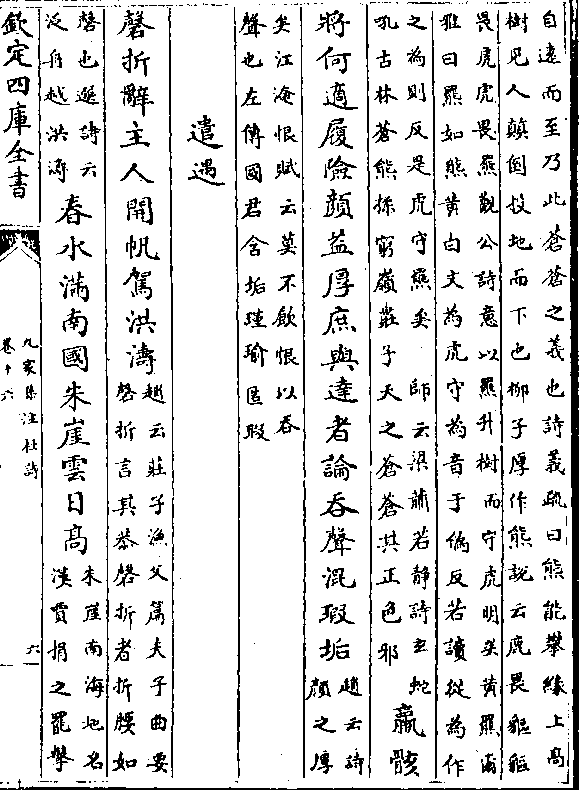 自遠而至乃此蒼蒼之義也詩義疏曰熊能攀緣上高
樹見人顛倒投地而下也柳子厚作熊說云鹿畏貙貙
畏虎虎畏羆觀公詩意以羆升樹而守虎明矣黃羆爾
雅曰羆如熊黃白文為虎守為音于偽反若讀從為作
之為則反是虎守羆矣　師云梁蕭若靜詩玄蛇
孔古林蒼熊探窮嶺莊子天之蒼蒼其正色邪
羸骸
將何適履險顏益厚庶與達者論吞聲混瑕垢
趙云詩
顏之厚
矣江淹恨賦云莫不飲恨以吞
聲也左傳國君含垢瑾瑜匿瑕
遣遇
磬折辭主人開帆駕洪濤
趙云莊子漁父篇夫子曲要
磬折言其恭磬折者折腰如
磬也選詩云
泛舟越洪濤
春水滿南國朱崖雲日高
朱崖南海地名
漢賈捐之罷擊
欽定四庫全書
九家集注杜詩
卷十六
六